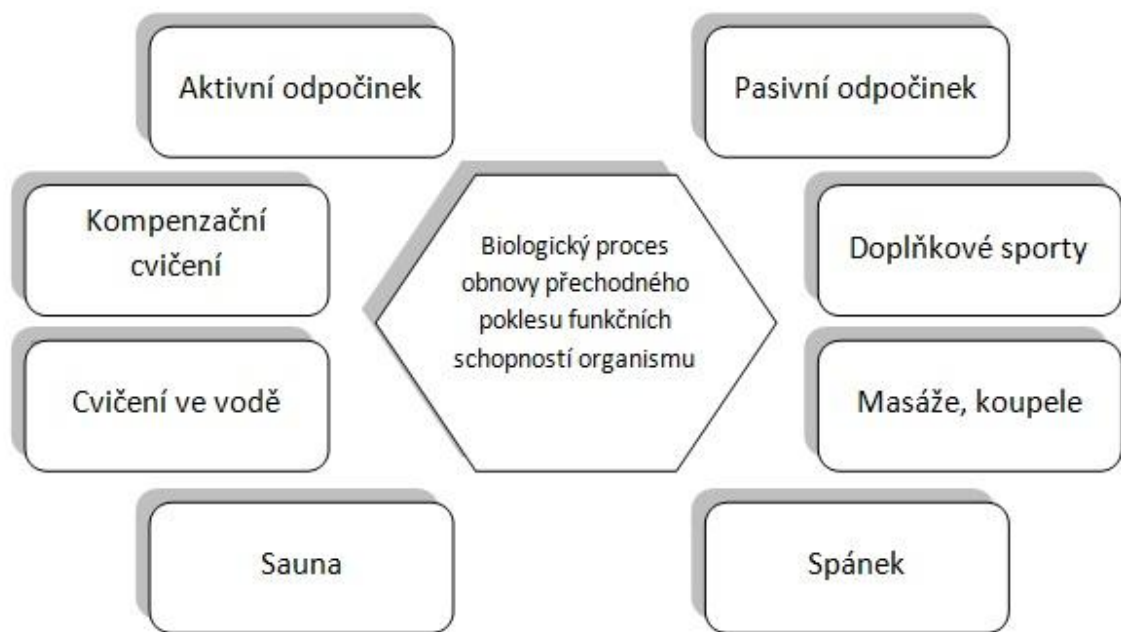 Aktivní odpočinek
Pasivní odpočinek
Kompenzační
cvičení
Biologický proces
obnovy přechodného
poklesu funkčních
schopností organismu
Doplňkové sporty
Cvičení ve vodě
Masáže, koupele
Sauna
Spánek